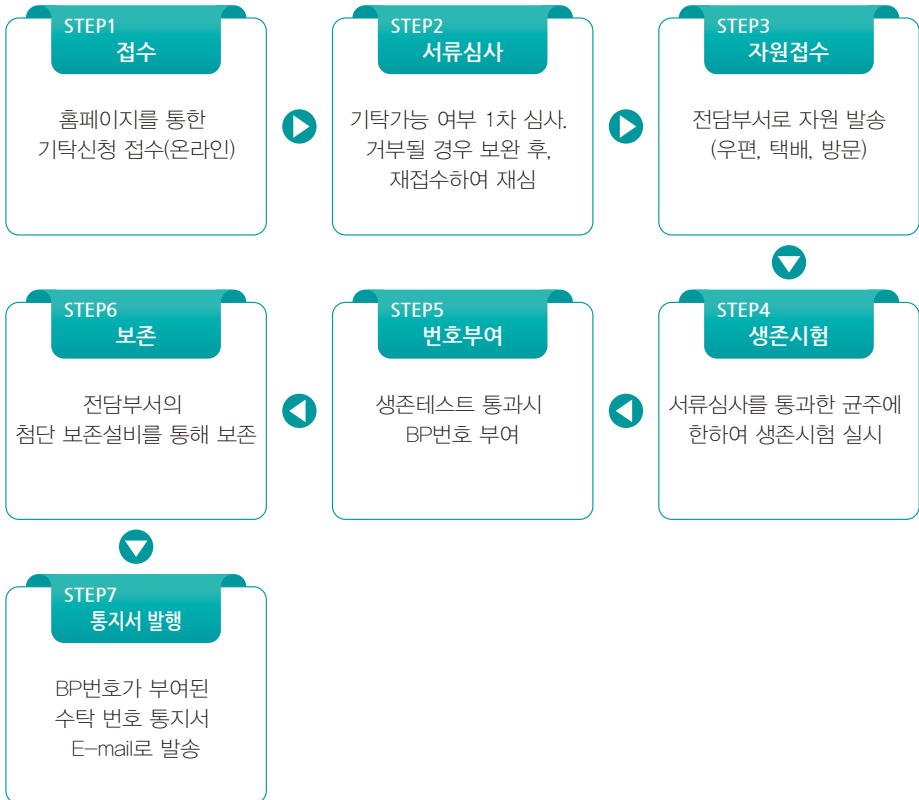 STEP1
접수
홈페이지를 통한
기탁신청 접수(온라인)
STEP2
서류심사
기탁가능 여부 1차 심사.
거부될 경우 보완 후,
재접수하여 재심
STEP3
자원접수
전담부서로 자원 발송
(우편, 택배, 방문)
STEP4
생존시험
서류심사를 통과한 균주에
한하여 생존시험 실시
STEP5
번호부여
생존테스트 통과시
BP번호 부여
STEP6
보존
전담부서의
첨단 보존설비를 통해 보존
STEP7
통지서 발행
BP번호가 부여된
수탁 번호 통지서
E-mail로 발송